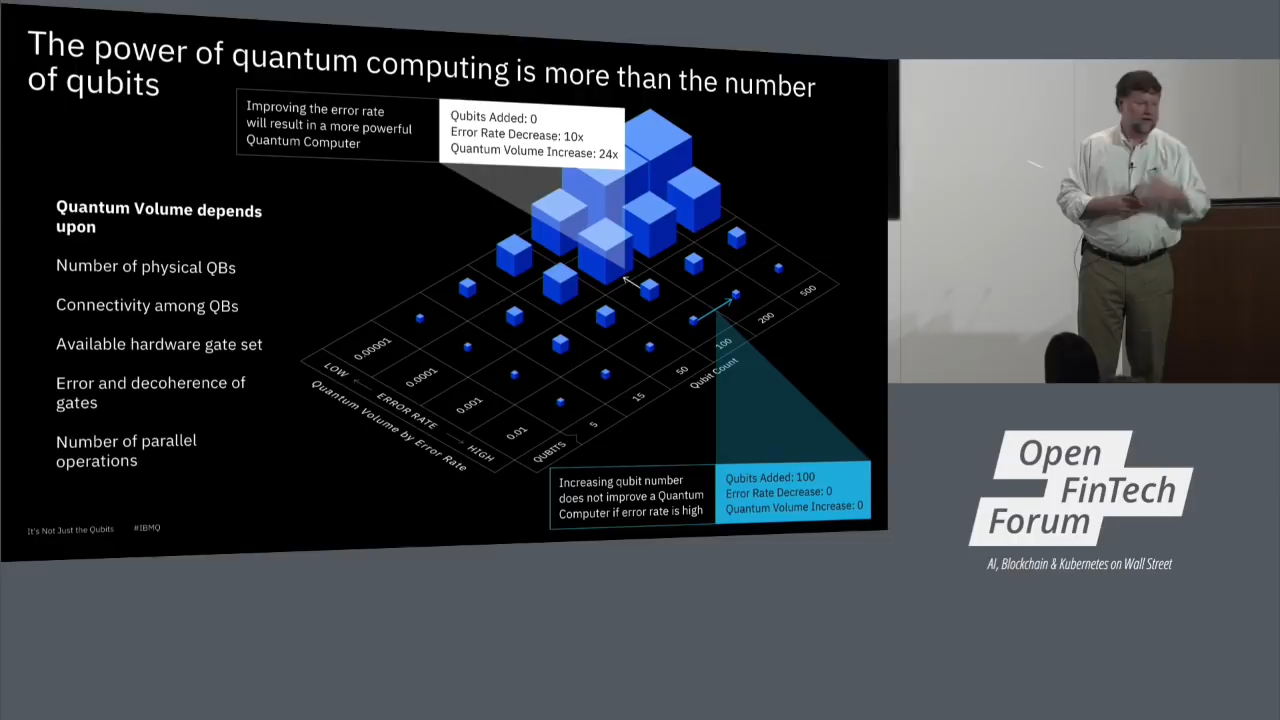 The power of quantum computing is more than the number
of qubits
Improving the error rate
will result in a more powerful
Quantum Computer
Qubits Added: 0
Error Rate Decrease: 10x
Quantum Volume Increase: 24x
Quantum Volume depends
upon
Number of physical QBs
Connectivity among QBs
Available hardware gate set
Error and decoherence of
gates
Number of parallel
operations
0.00001
0.0001
0.001
0.01
LOW
ERROR RATE
HIGH
Quantum Volume by Error Rate
QUBITS
5
15
50
100
200
500
Qubit Count
Increasing qubit number
does not improve a Quantum
Computer if error rate is high
Qubits Added: 100
Error Rate Decrease: 0
Quantum Volume Increase: 0
It's Not Just the Qubits
#IBMQ
Open
FinTech
Forum
AI, Blockchain & Kubernetes on Wall Street